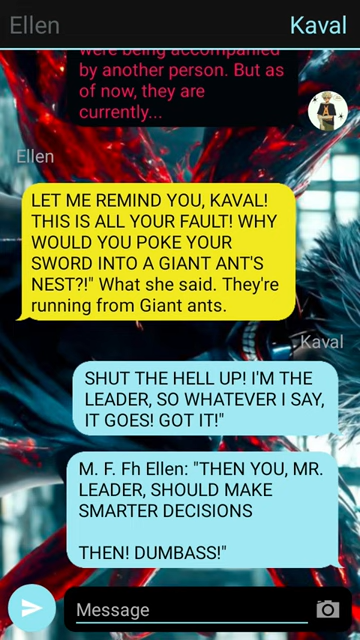 Ellen
Kaval
were being accompanied
by another person. But as
of now, they are
currently...
Ellen
LET ME REMIND YOU, KAVAL!
THIS IS ALL YOUR FAULT! WHY
WOULD YOU POKE YOUR
SWORD INTO A GIANT ANT'S
NEST?!" What she said. They're
running from Giant ants.
Kaval
SHUT THE HELL UP! I'M THE
LEADER, SO WHATEVER I SAY,
IT GOES! GOT IT!"
M. F. Fh Ellen: "THEN YOU, MR.
LEADER, SHOULD MAKE
SMARTER DECISIONS
THEN! DUMBASS!"
Message